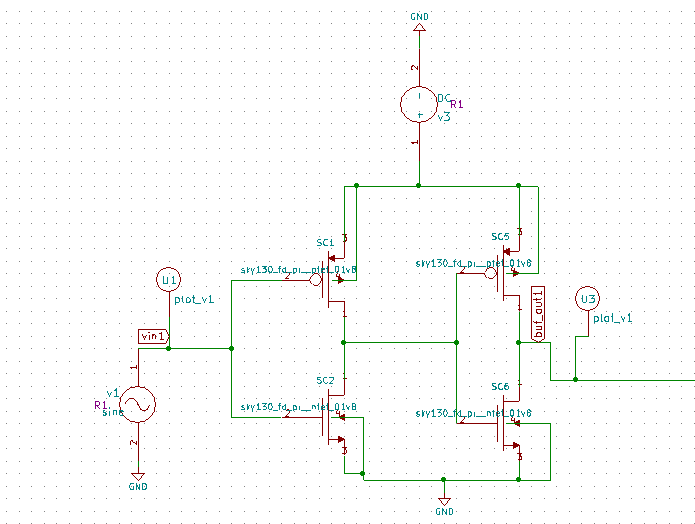 GND
2
DC
R1
v3
1
SC1
3
sky130_fd_pr__pfet_01v8
2
1
SC5
3
sky130_fd_pr__pfet_01v8
2
1
U1
plot_v1
vin1
buf_out1
U3
plot_v1
1
v1
R1
sine
2
GND
SC2
1
sky130_fd_pr__nfet_01v8
2
3
SC6
1
sky130_fd_pr__nfet_01v8
2
3
GND